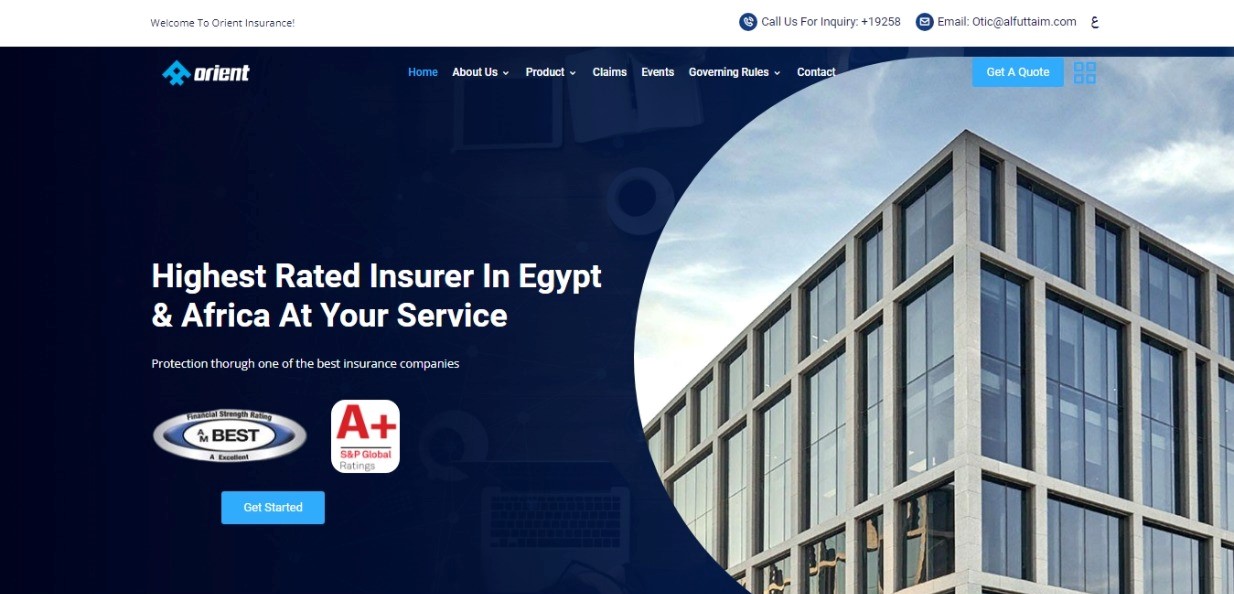 Welcome To Orient Insurance!
Call Us For Inquiry: +19258
Email: Otic@alfuttaim.com
ع
orient
Home
About Us
Product
Claims
Events
Governing Rules
Contact
Get A Quote
Highest Rated Insurer In Egypt
& Africa At Your Service
Protection thorugh one of the best insurance companies
Financial Strength Rating
AM BEST
A Excellent
A+
S&P Global
Ratings
Get Started